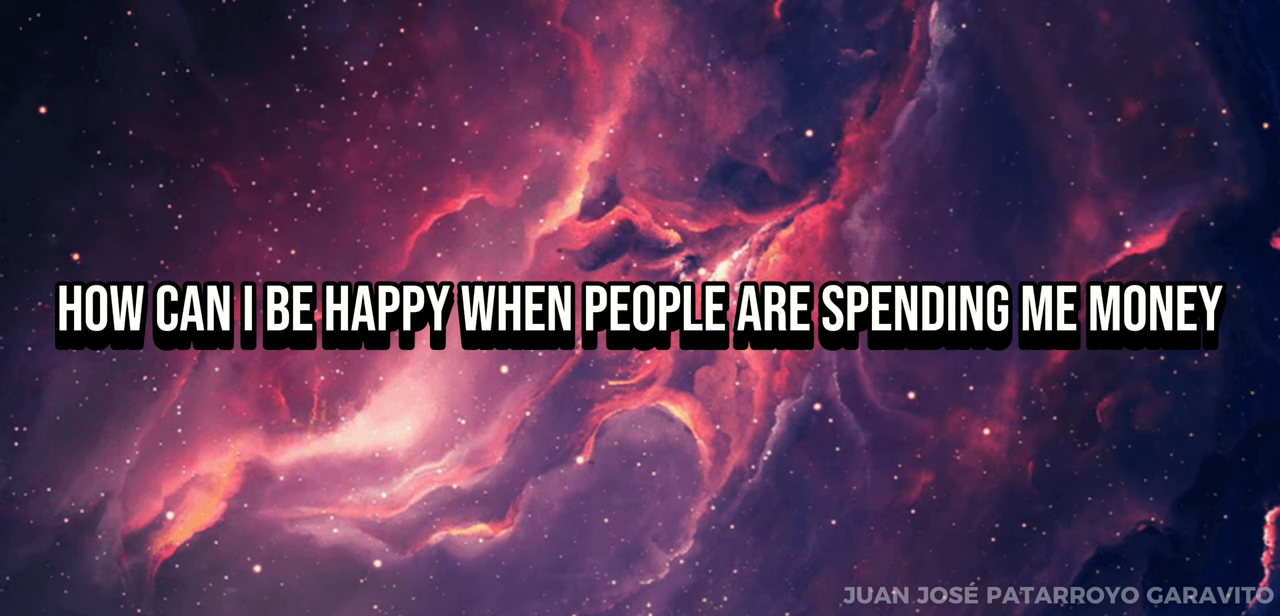 HOW CAN I BE HAPPY WHEN PEOPLE ARE SPENDING ME MONEY
JUAN JOSÉ PATARROYO GARAVITO